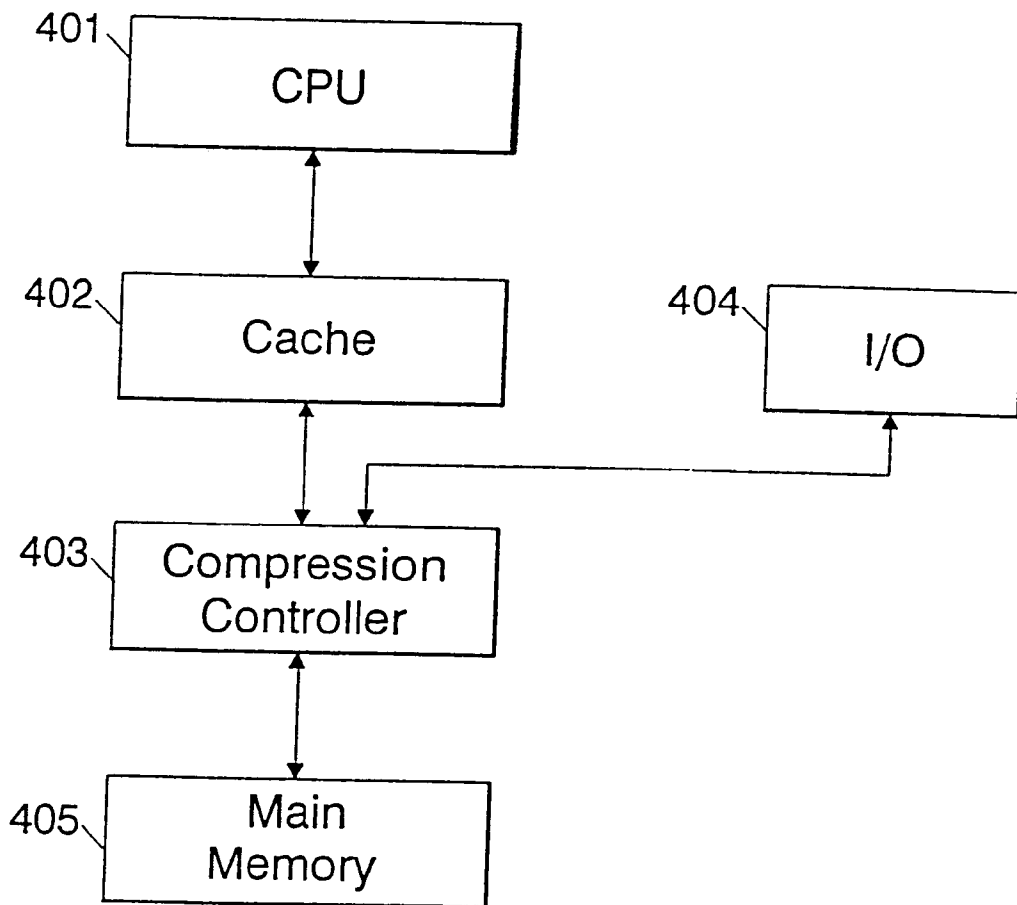 401
CPU
402
Cache
404
I/O
403
Compression
Controller
405
Main
Memory